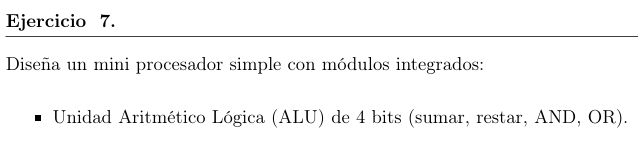 Ejercicio 7.
Diseña un mini procesador simple con módulos integrados:
▪ Unidad Aritmético Lógica (ALU) de 4 bits (sumar, restar, AND, OR).